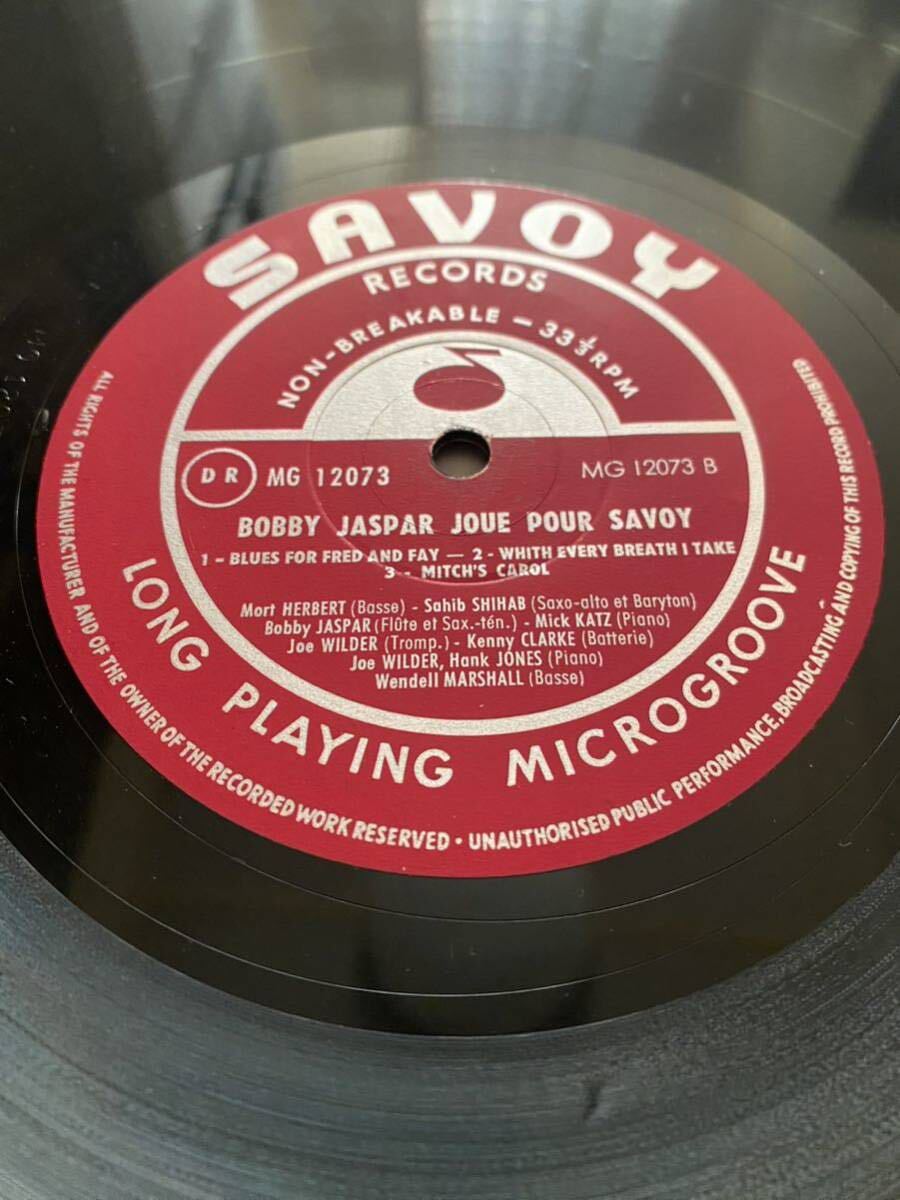 SAVOY
RECORDS
NON-BREAKABLE — 33 1/3 RPM
DR MG 12073 MG 12073 B
BOBBY JASPAR JOUE POUR SAVOY
1 - BLUES FOR FRED AND FAY — 2 - WHITH EVERY BREATH I TAKE
3 - MITCH'S CAROL
Mort HERBERT (Basse) - Sahib SHIHAB (Saxo-alto et Baryton)
Bobby JASPAR (Flûte et Sax.-tén.) - Mick KATZ (Piano)
Joe WILDER (Tromp.) - Kenny CLARKE (Batterie)
Joe WILDER, Hank JONES (Piano)
Wendell MARSHALL (Basse)
LONG PLAYING MICROGROOVE
ALL RIGHTS OF THE MANUFACTURER AND OF THE OWNER OF THE RECORDED WORK RESERVED • UNAUTHORISED PUBLIC PERFORMANCE, BROADCASTING AND COPYING OF THIS RECORD PROHIBITED